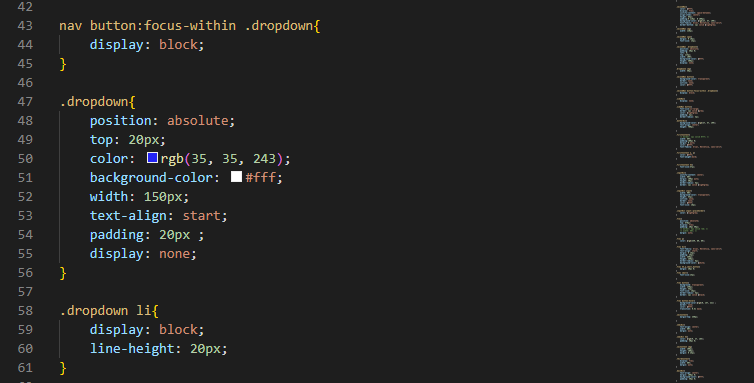 42
43 nav button:focus-within .dropdown{
44 display: block;
45 }
46
47 .dropdown{
48 position: absolute;
49 top: 20px;
50 color: rgb(35, 35, 243);
51 background-color: #fff;
52 width: 150px;
53 text-align: start;
54 padding: 20px ;
55 display: none;
56 }
57
58 .dropdown li{
59 display: block;
60 line-height: 20px;
61 }